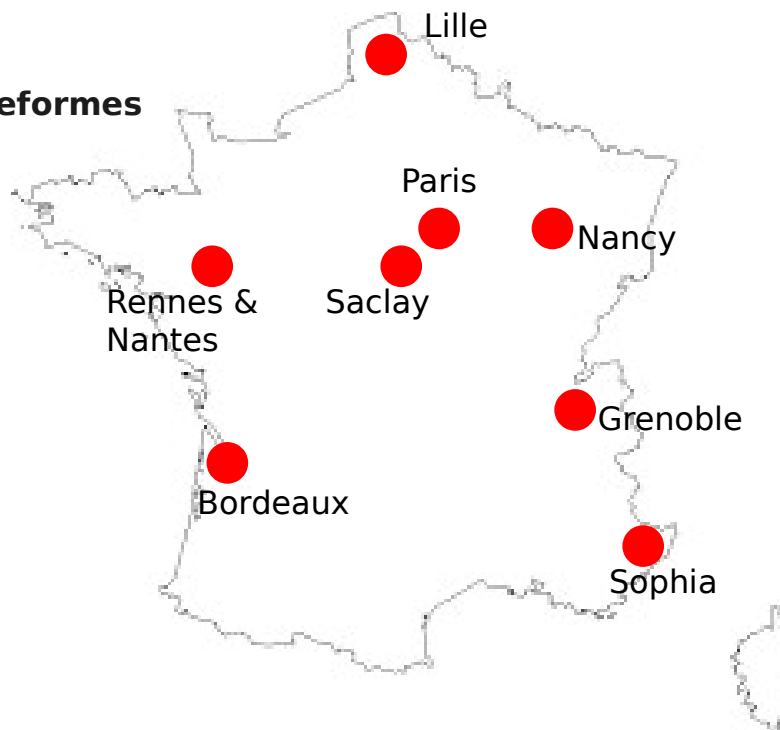 Lille
eformes
Paris
Nancy
Rennes &
Nantes
Saclay
Grenoble
Bordeaux
Sophia